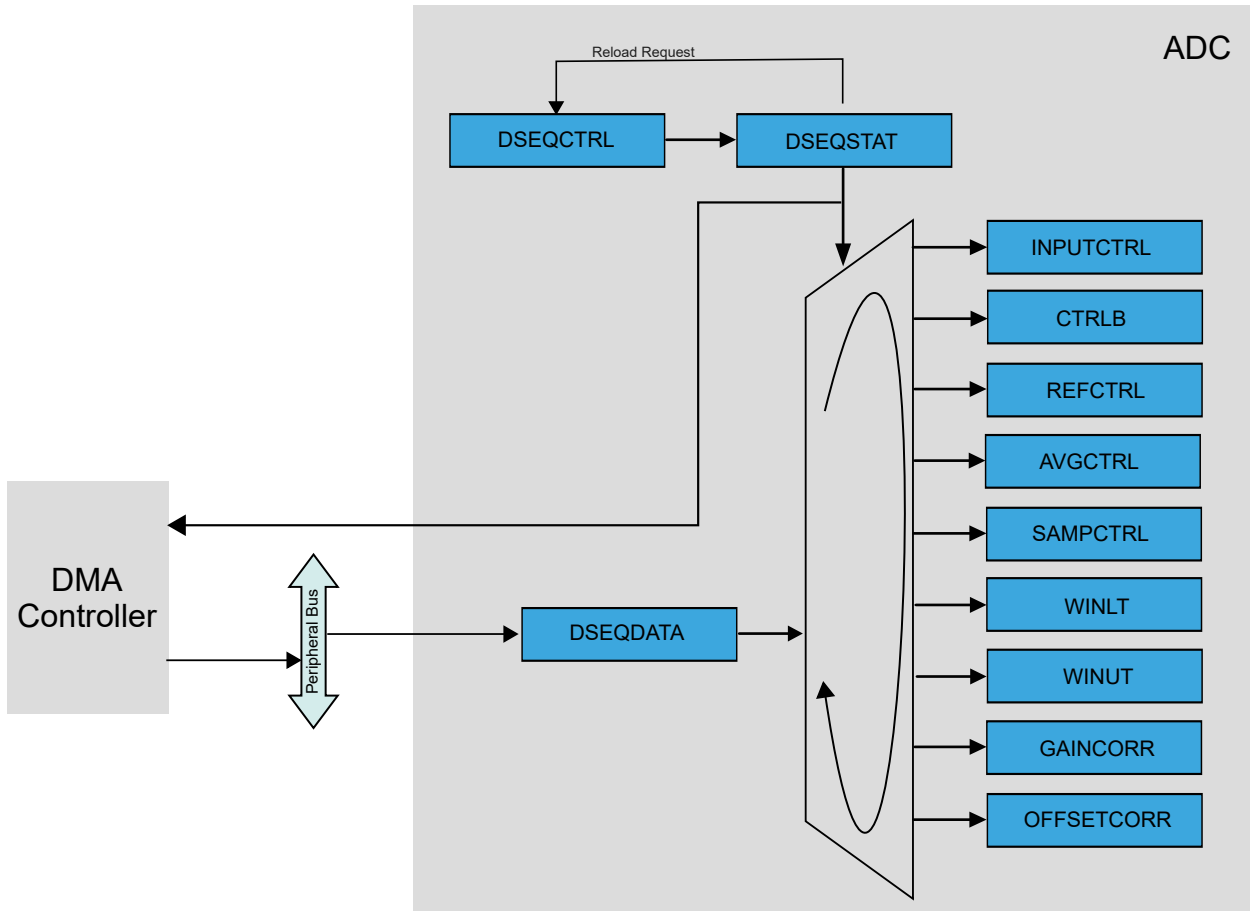 ADC
Reload Request
DSEQCTRL
DSEQSTAT
INPUTCTRL
CTRLB
REFCTRL
AVGCTRL
SAMPCTRL
WINLT
WINUT
GAINCORR
OFFSETCORR
DMA
Controller
Peripheral Bus
DSEQDATA